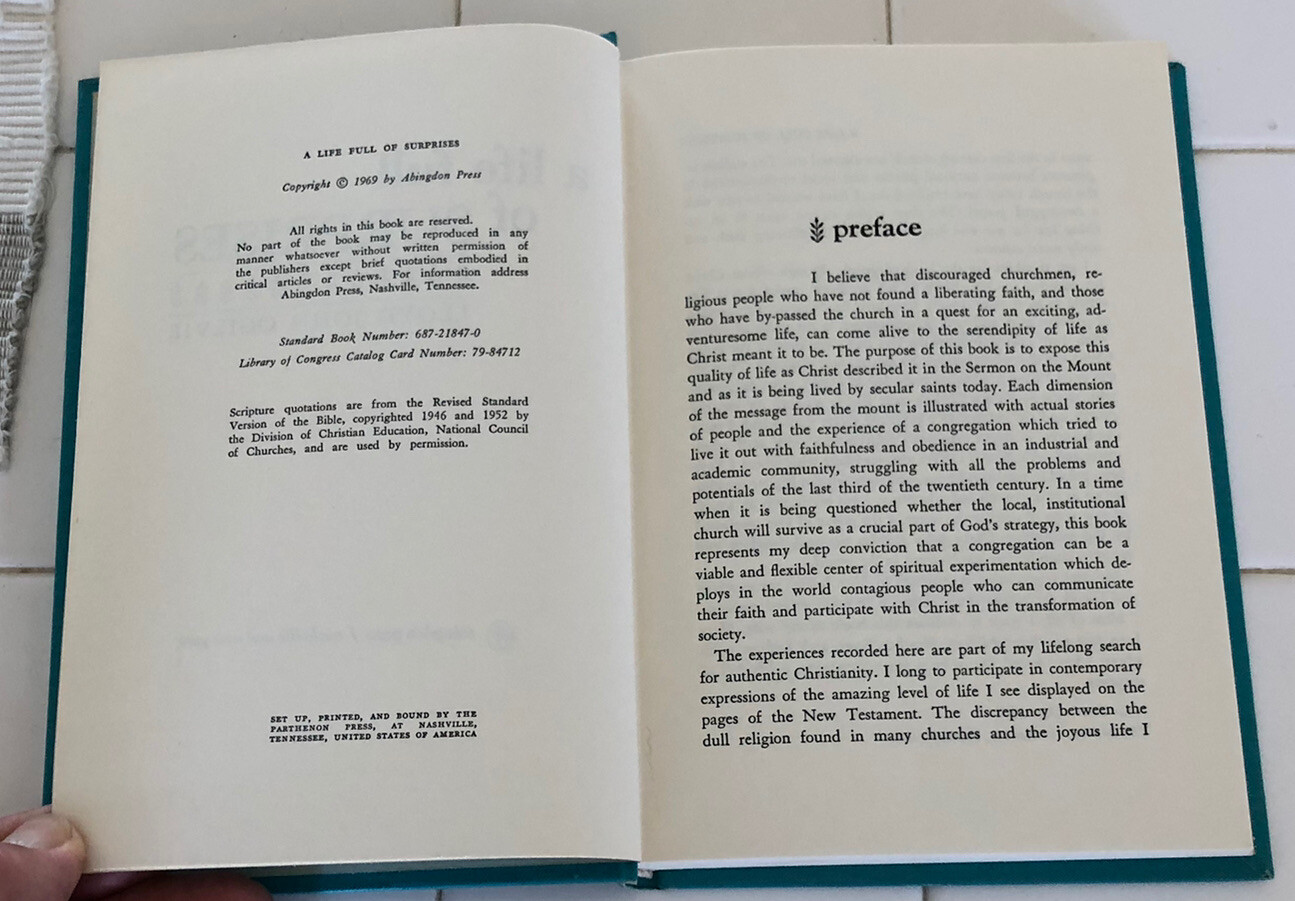 A LIFE FULL OF SURPRISES
Copyright © 1969 by Abingdon Press
All rights in this book are reserved.
No part of the book may be reproduced in any
manner whatsoever without written permission of
the publishers except brief quotations embodied in
critical articles or reviews. For information address
Abingdon Press, Nashville, Tennessee.
Standard Book Number: 687-21847-0
Library of Congress Catalog Card Number: 79-84712
Scripture quotations are from the Revised Standard
Version of the Bible, copyrighted 1946 and 1952 by
the Division of Christian Education, National Council
of Churches, and are used by permission.
SET UP, PRINTED, AND BOUND BY THE
PARTHENON PRESS, AT NASHVILLE,
TENNESSEE, UNITED STATES OF AMERICA
preface
I believe that discouraged churchmen, re-
ligious people who have not found a liberating faith, and those
who have by-passed the church in a quest for an exciting, ad-
venturesome life, can come alive to the serendipity of life as
Christ meant it to be. The purpose of this book is to expose this
quality of life as Christ described it in the Sermon on the Mount
and as it is being lived by secular saints today. Each dimension
of the message from the mount is illustrated with actual stories
of people and the experience of a congregation which tried to
live it out with faithfulness and obedience in an industrial and
academic community, struggling with all the problems and
potentials of the last third of the twentieth century. In a time
when it is being questioned whether the local, institutional
church will survive as a crucial part of God's strategy, this book
represents my deep conviction that a congregation can be a
viable and flexible center of spiritual experimentation which de-
ploys in the world contagious people who can communicate
their faith and participate with Christ in the transformation of
society.
The experiences recorded here are part of my lifelong search
for authentic Christianity. I long to participate in contemporary
expressions of the amazing level of life I see displayed on the
pages of the New Testament. The discrepancy between the
dull religion found in many churches and the joyous life I